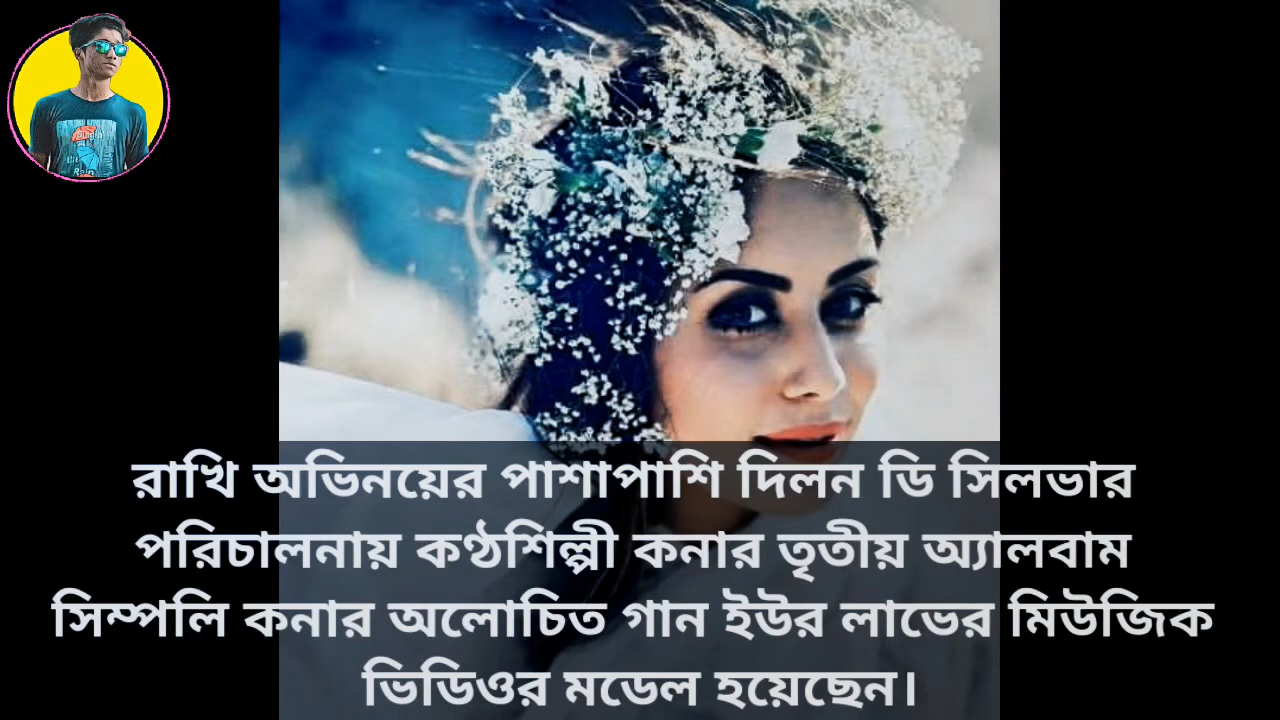 রাখি অভিনয়ের পাশাপাশি দিলন ডি সিলভার
পরিচালনায় কণ্ঠশিল্পী কনার তৃতীয় অ্যালবাম
সিম্পলি কনার অলোচিত গান ইউর লাভের মিউজিক
ভিডিওর মডেল হয়েছেন।